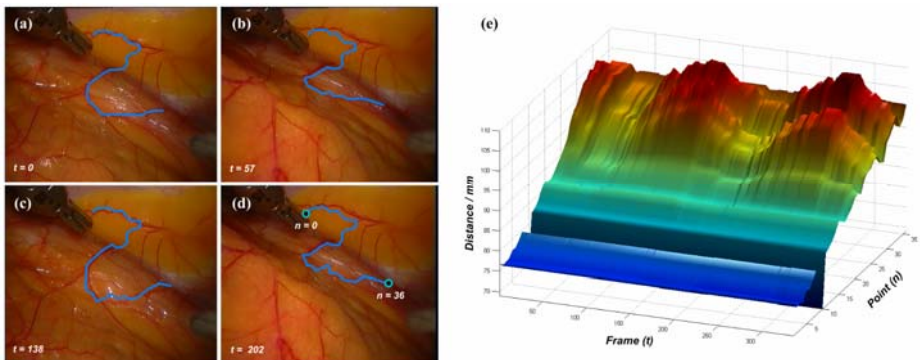 (a)
t = 0
(b)
t = 57
(c)
t = 138
(d)
n = 0
n = 36
t = 202
(e)
Distance / mm
110
105
100
95
90
85
80
75
70
50
100
150
200
250
300
Frame (t)
5
10
15
20
25
30
35
Point (n)